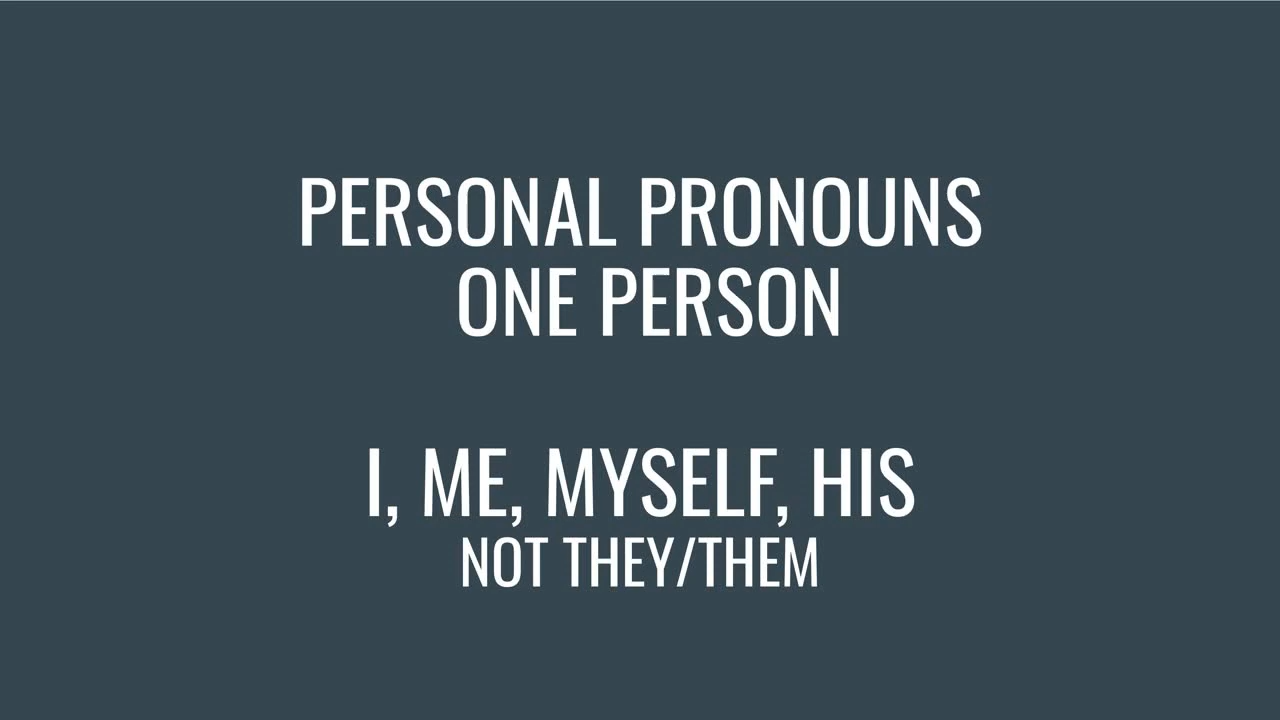 PERSONAL PRONOUNS
ONE PERSON
I, ME, MYSELF, HIS
NOT THEY/THEM